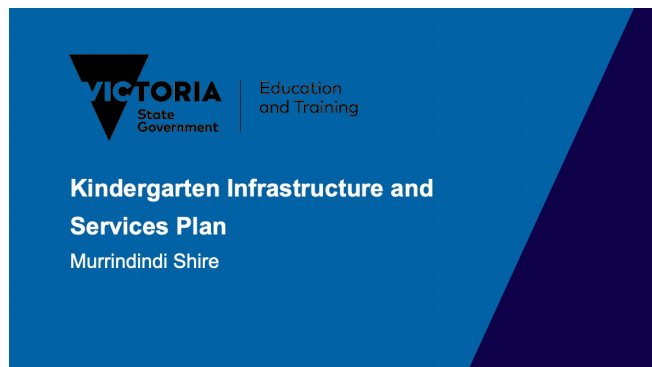 VICTORIA
State
Government
Education
and Training
Kindergarten Infrastructure and
Services Plan
Murrindindi Shire